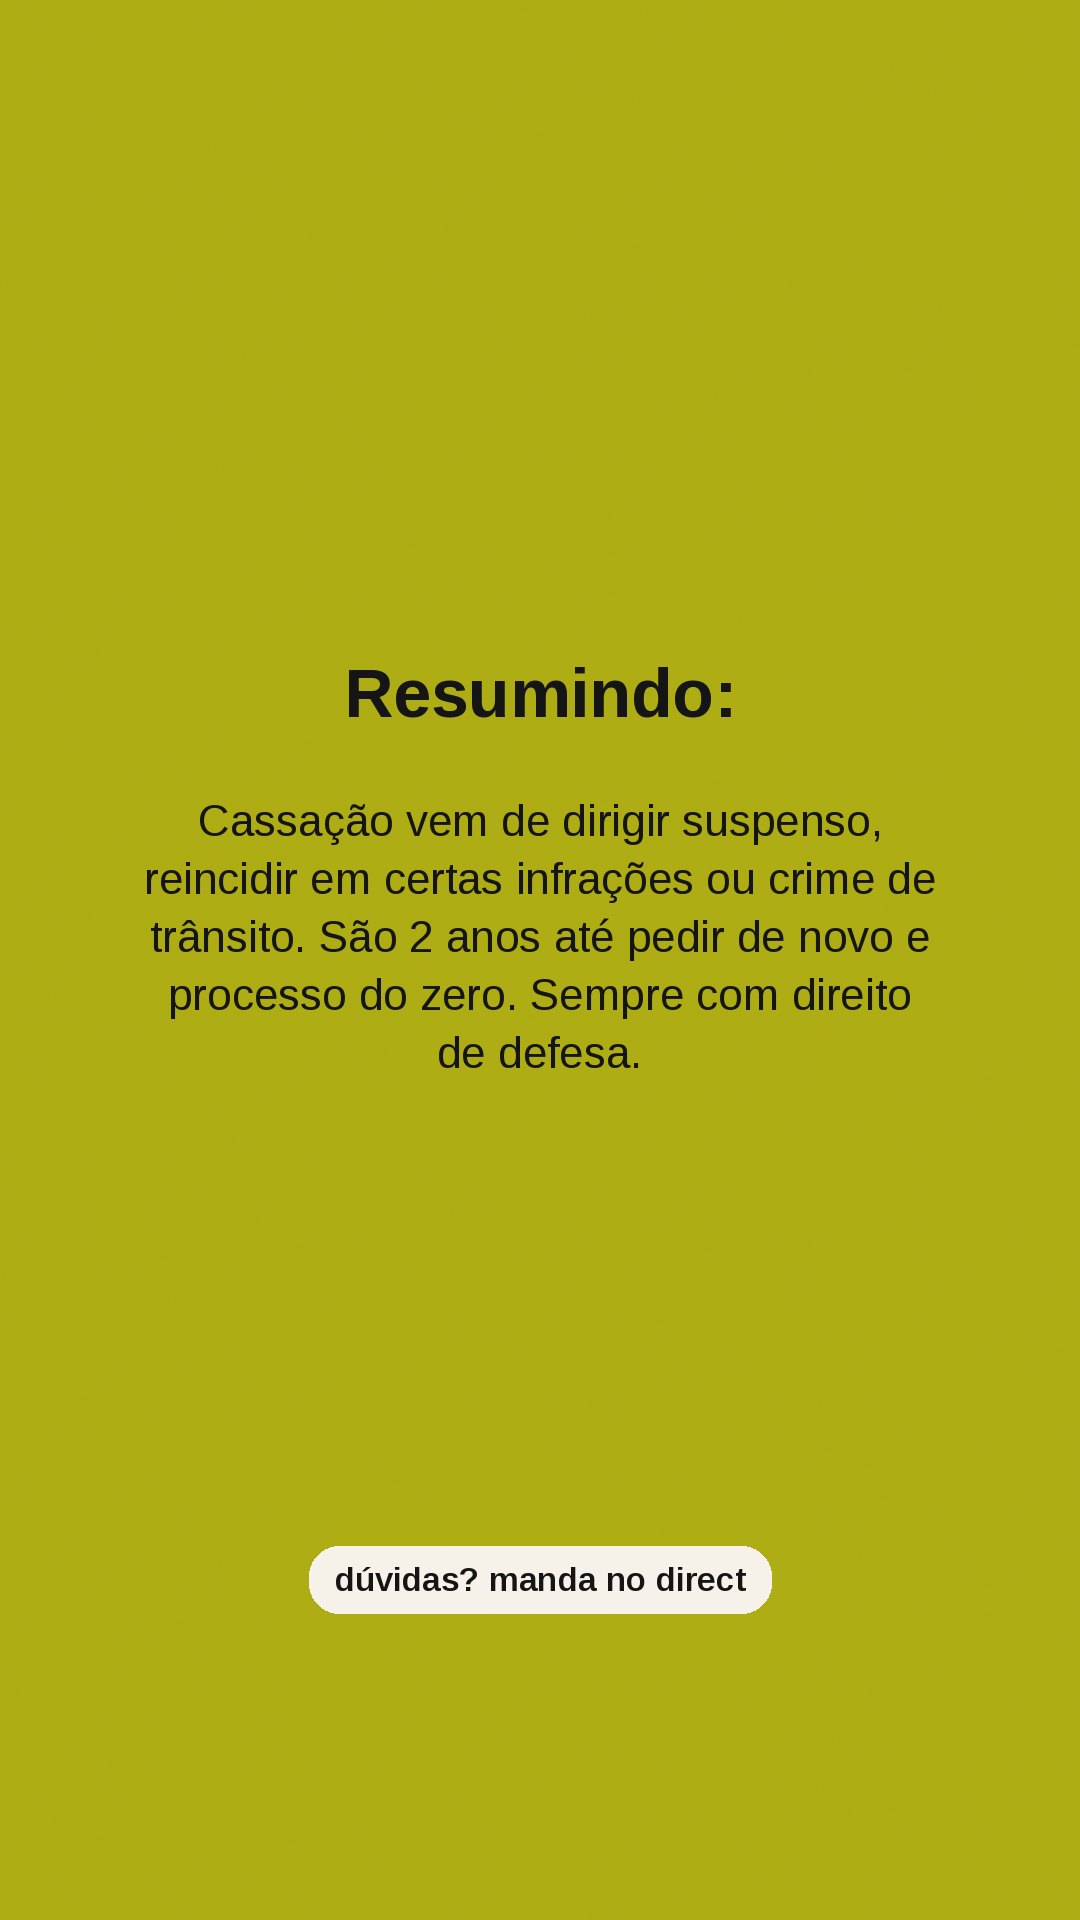 Resumindo:
Cassação vem de dirigir suspenso,
reincidir em certas infrações ou crime de
trânsito. São 2 anos até pedir de novo e
processo do zero. Sempre com direito
de defesa.
dúvidas? manda no direct